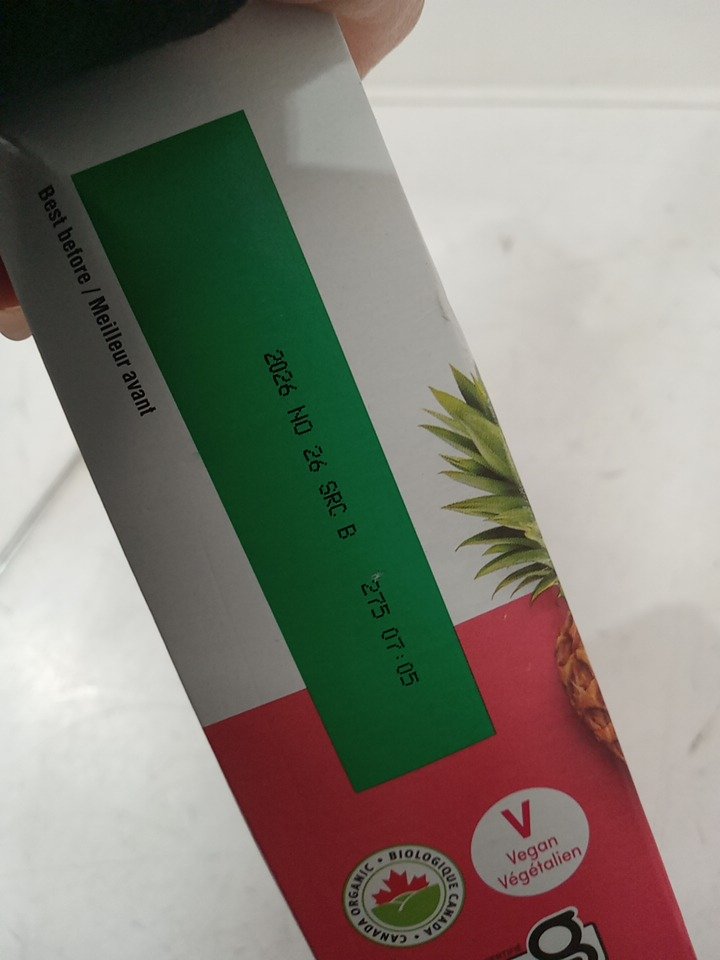 Best before / Meilleur avant
2026 NO 26 SRC B 275 07:05
V
Vegan
Végétalien
BIOLOGIQUE CANADA • CANADA ORGANIC •